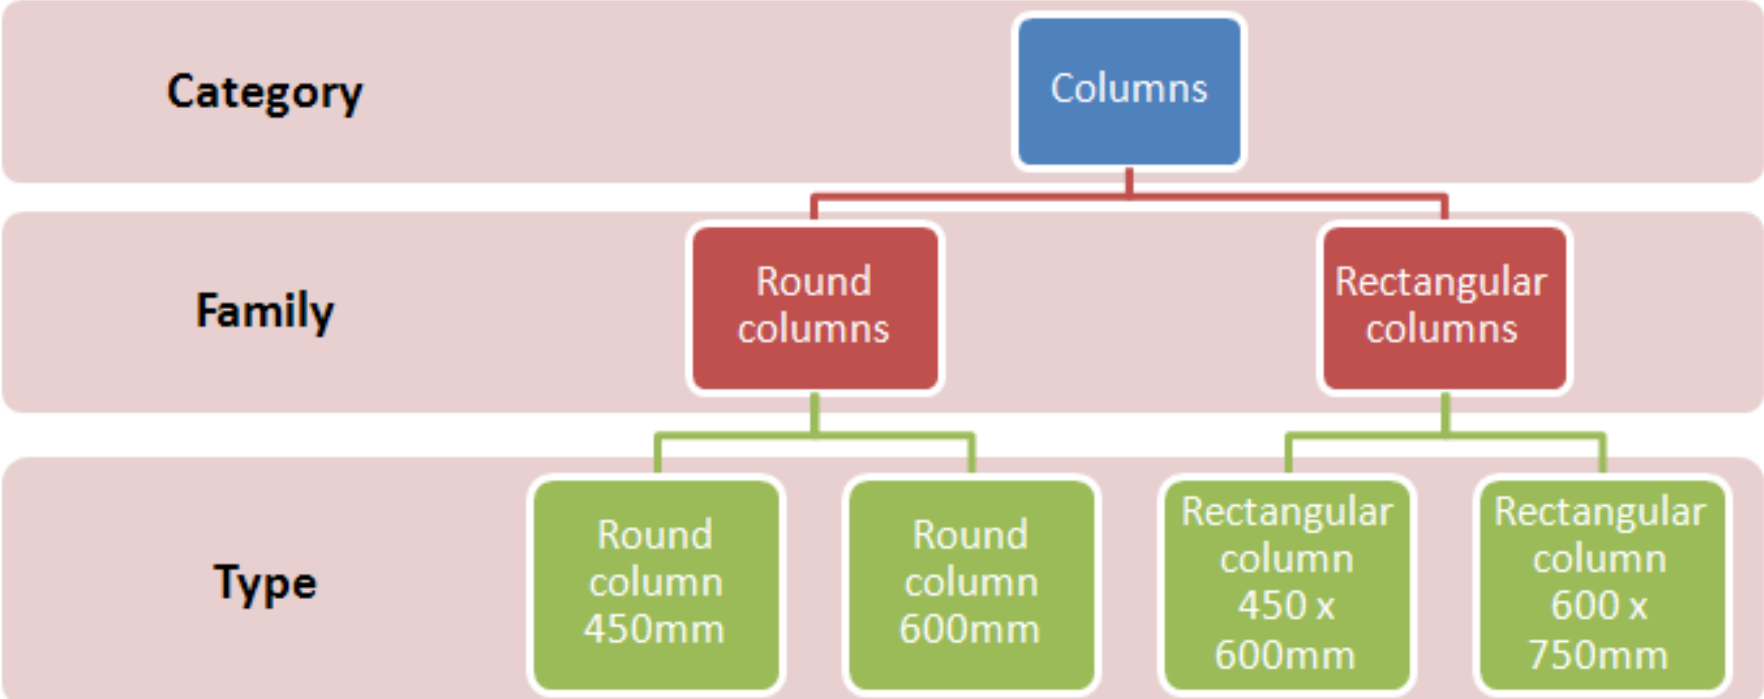 Category
Columns
Family
Round
columns
Rectangular
columns
Type
Round
column
450mm
Round
column
600mm
Rectangular
column
450 x
600mm
Rectangular
column
600 x
750mm